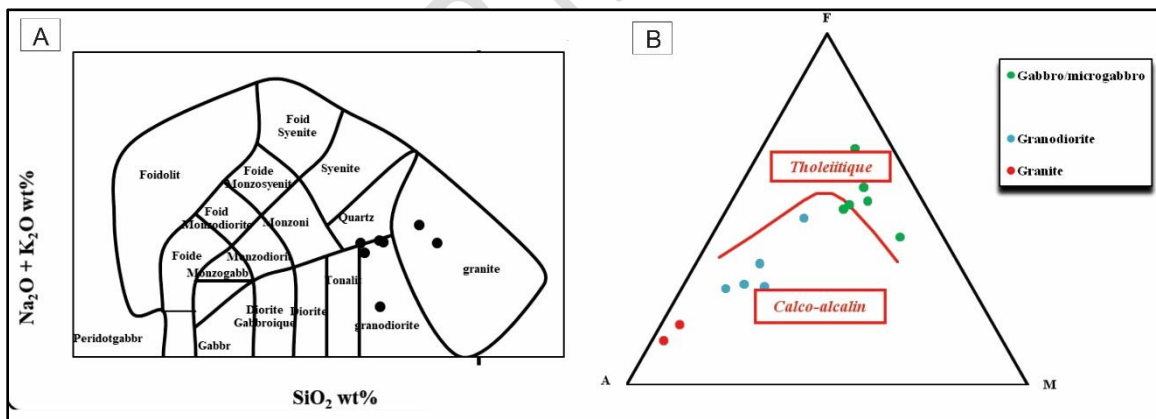 A
Na₂O + K₂O wt%
Foid
Syenite
Foidolit
Foide
Monzosyenit
Syenite
Foid
Monzodiorite
Monzoni
Quartz
Foide
Monzodiorit
Monzogabb
granite
Tonalit
Diorite
Gabbroique
Diorite
granodiorite
Peridotgabbr
Gabbr
SiO₂ wt%
B
F
Tholeiitique
Calco-alcalin
A
M
Gabbro/microgabbro
Granodiorite
Granite